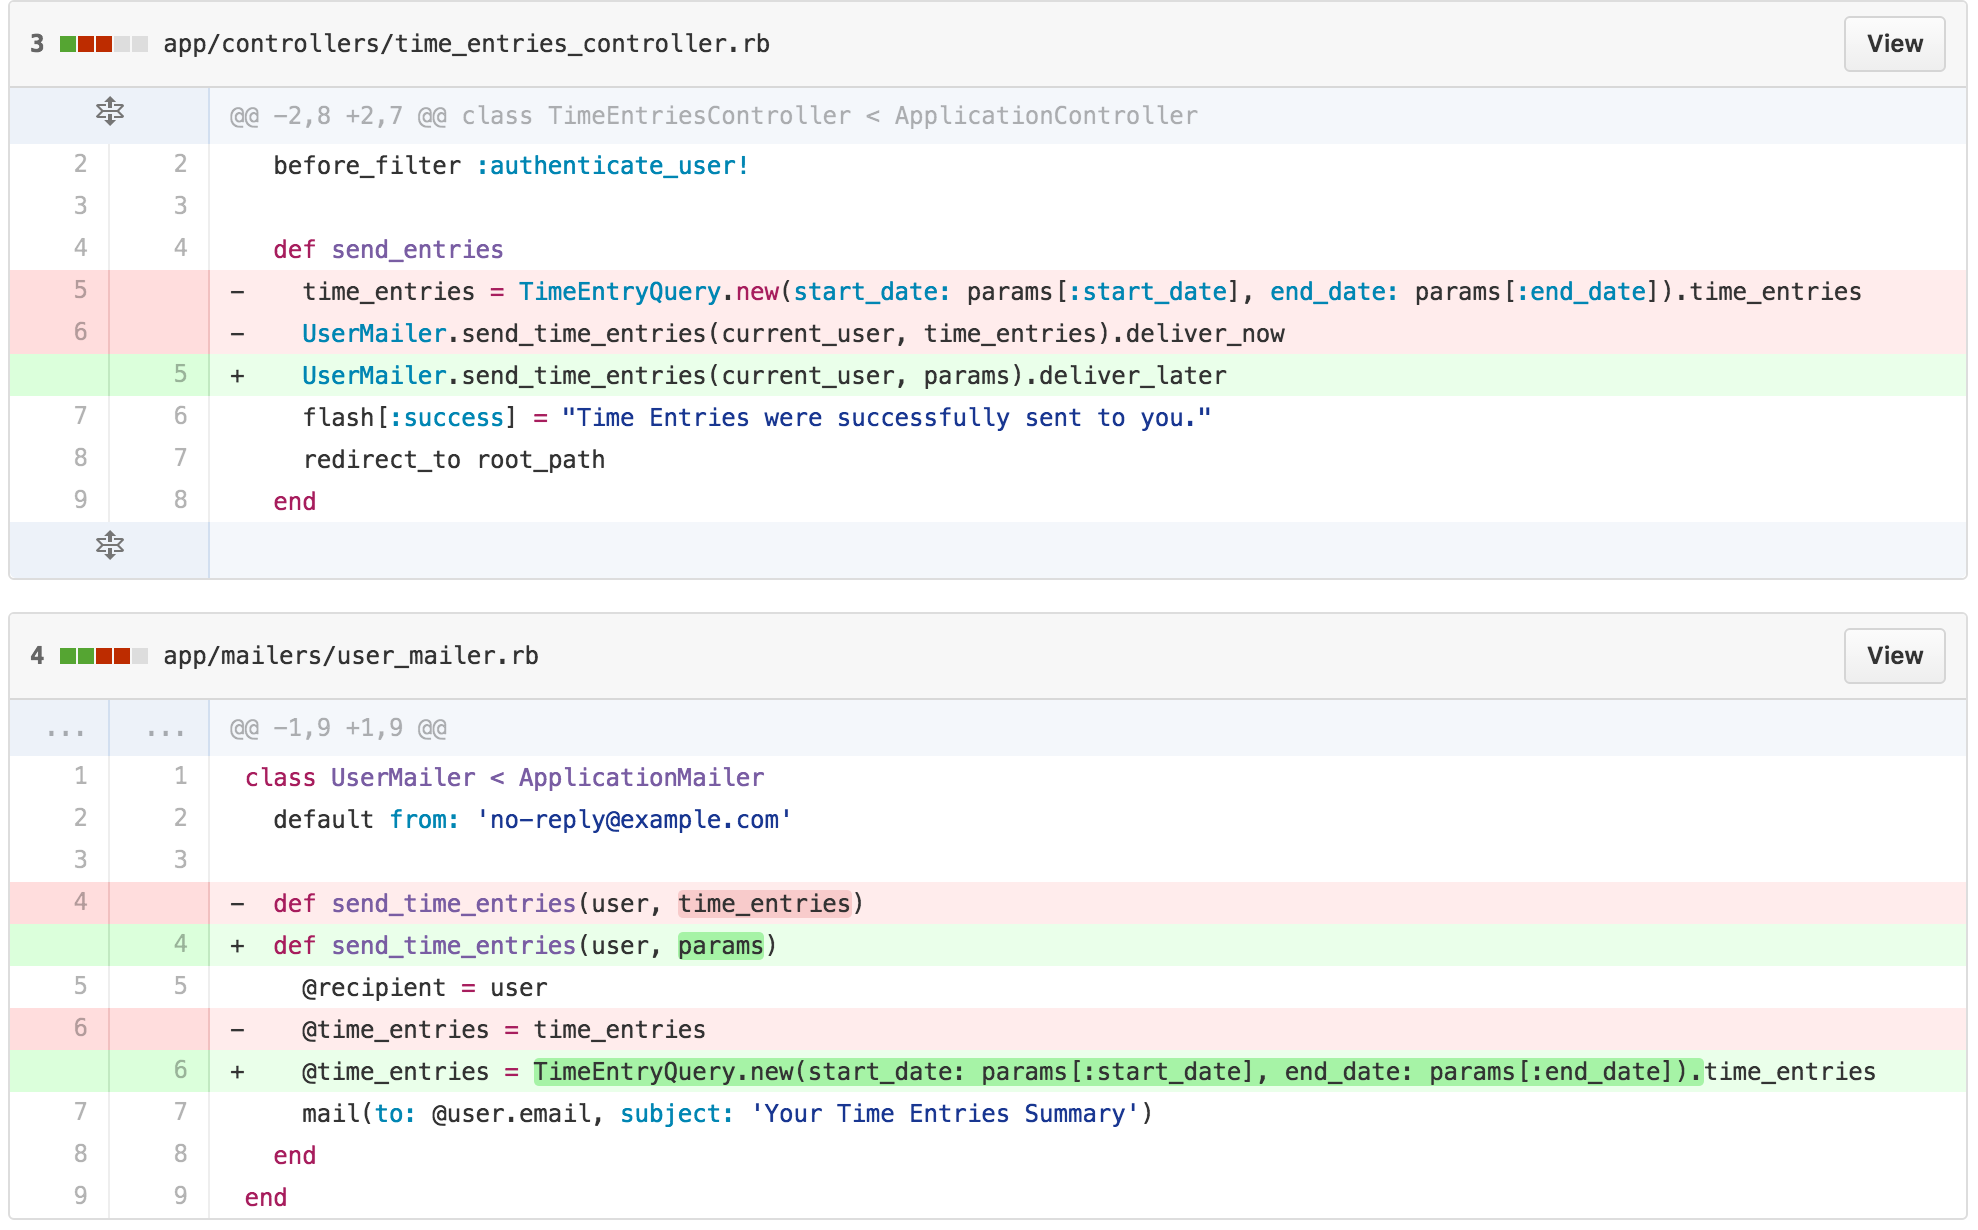 3 app/controllers/time_entries_controller.rb View
@@ -2,8 +2,7 @@ class TimeEntriesController < ApplicationController
2 2 before_filter :authenticate_user!
3 3
4 4 def send_entries
5 - time_entries = TimeEntryQuery.new(start_date: params[:start_date], end_date: params[:end_date]).time_entries
6 - UserMailer.send_time_entries(current_user, time_entries).deliver_now
5 + UserMailer.send_time_entries(current_user, params).deliver_later
7 6 flash[:success] = "Time Entries were successfully sent to you."
8 7 redirect_to root_path
9 8 end
4 app/mailers/user_mailer.rb View
... ... @@ -1,9 +1,9 @@
1 1 class UserMailer < ApplicationMailer
2 2 default from: 'no-reply@example.com'
3 3
4 - def send_time_entries(user, time_entries)
4 + def send_time_entries(user, params)
5 5 @recipient = user
6 - @time_entries = time_entries
6 + @time_entries = TimeEntryQuery.new(start_date: params[:start_date], end_date: params[:end_date]).time_entries
7 7 mail(to: @user.email, subject: 'Your Time Entries Summary')
8 8 end
9 9 end